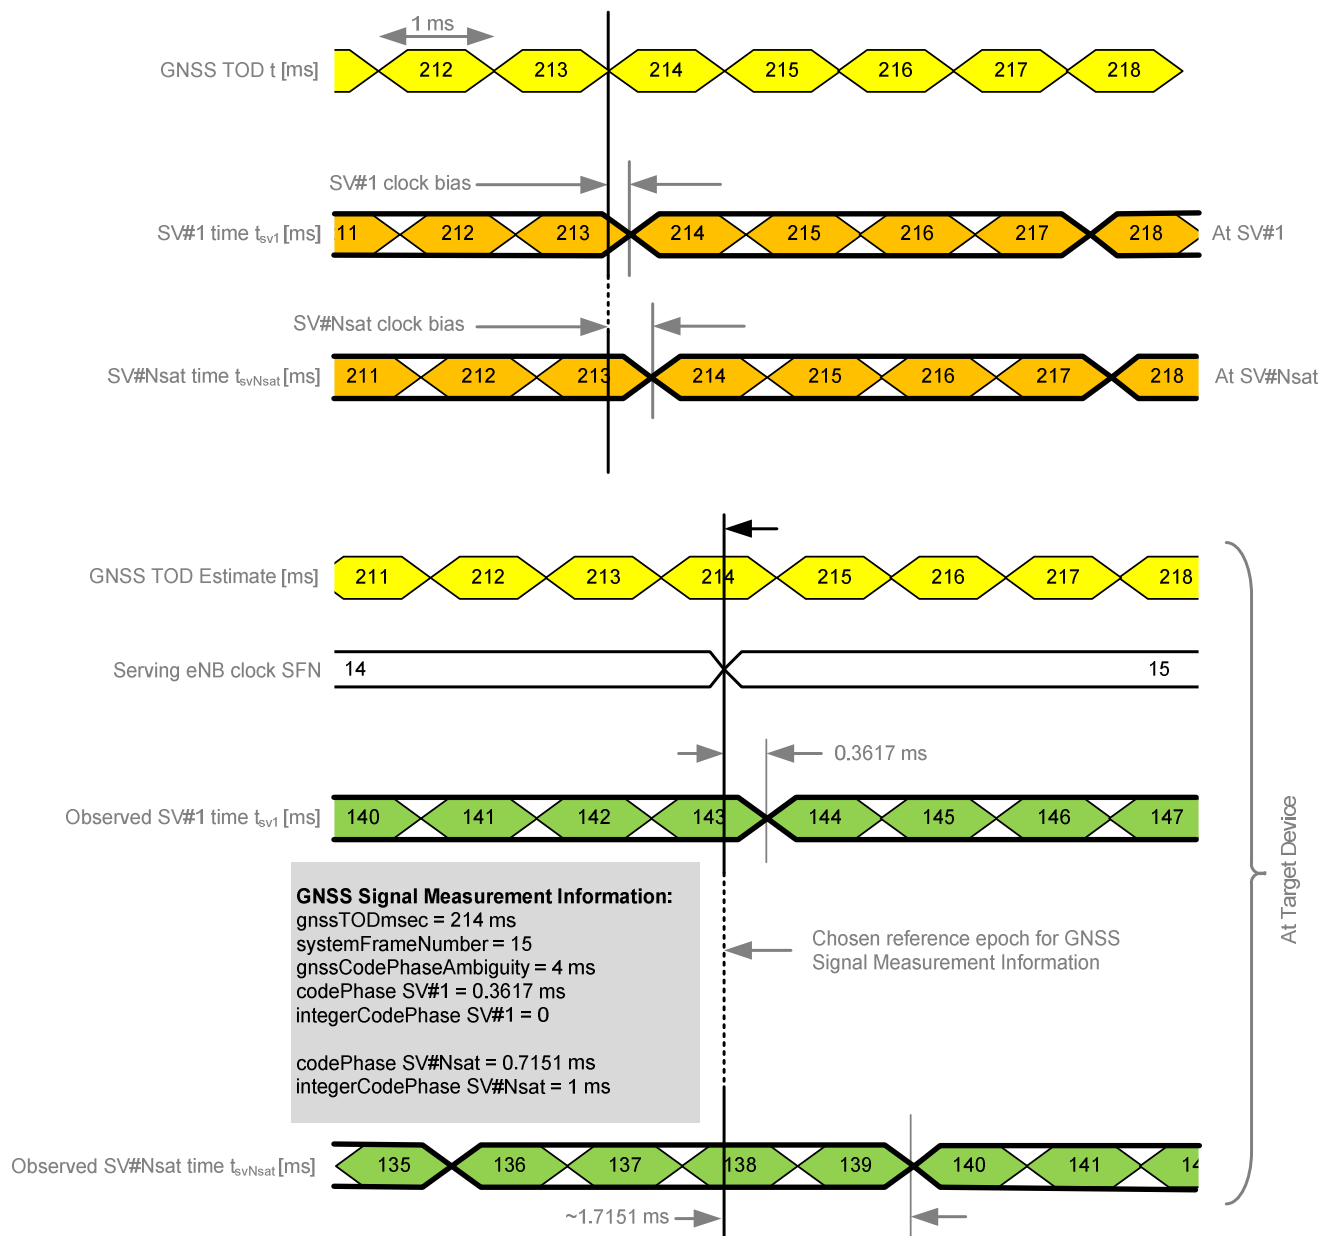 1 ms
GNSS TOD t [ms] 212 213 214 215 216 217 218
SV#1 clock bias
SV#1 time tsv1 [ms] 11 212 213 214 215 216 217 218 At SV#1
SV#Nsat clock bias
SV#Nsat time tsvNsat [ms] 211 212 213 214 215 216 217 218 At SV#Nsat
GNSS TOD Estimate [ms] 211 212 213 214 215 216 217 218
Serving eNB clock SFN 14 15
0.3617 ms
Observed SV#1 time tsv1 [ms] 140 141 142 143 144 145 146 147
At Target Device
GNSS Signal Measurement Information:
gnssTODmsec = 214 ms
systemFrameNumber = 15
gnssCodePhaseAmbiguity = 4 ms
codePhase SV#1 = 0.3617 ms
integerCodePhase SV#1 = 0
codePhase SV#Nsat = 0.7151 ms
integerCodePhase SV#Nsat = 1 ms
Chosen reference epoch for GNSS
Signal Measurement Information
Observed SV#Nsat time tsvNsat [ms] 135 136 137 138 139 140 141 14
~1.7151 ms